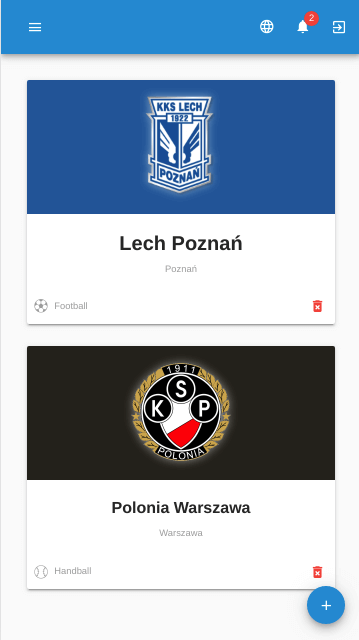 2
KKS LECH
1922
POZNAŃ
Lech Poznań
Poznań
Football
1911
K S P
POLONIA
Polonia Warszawa
Warszawa
Handball
+